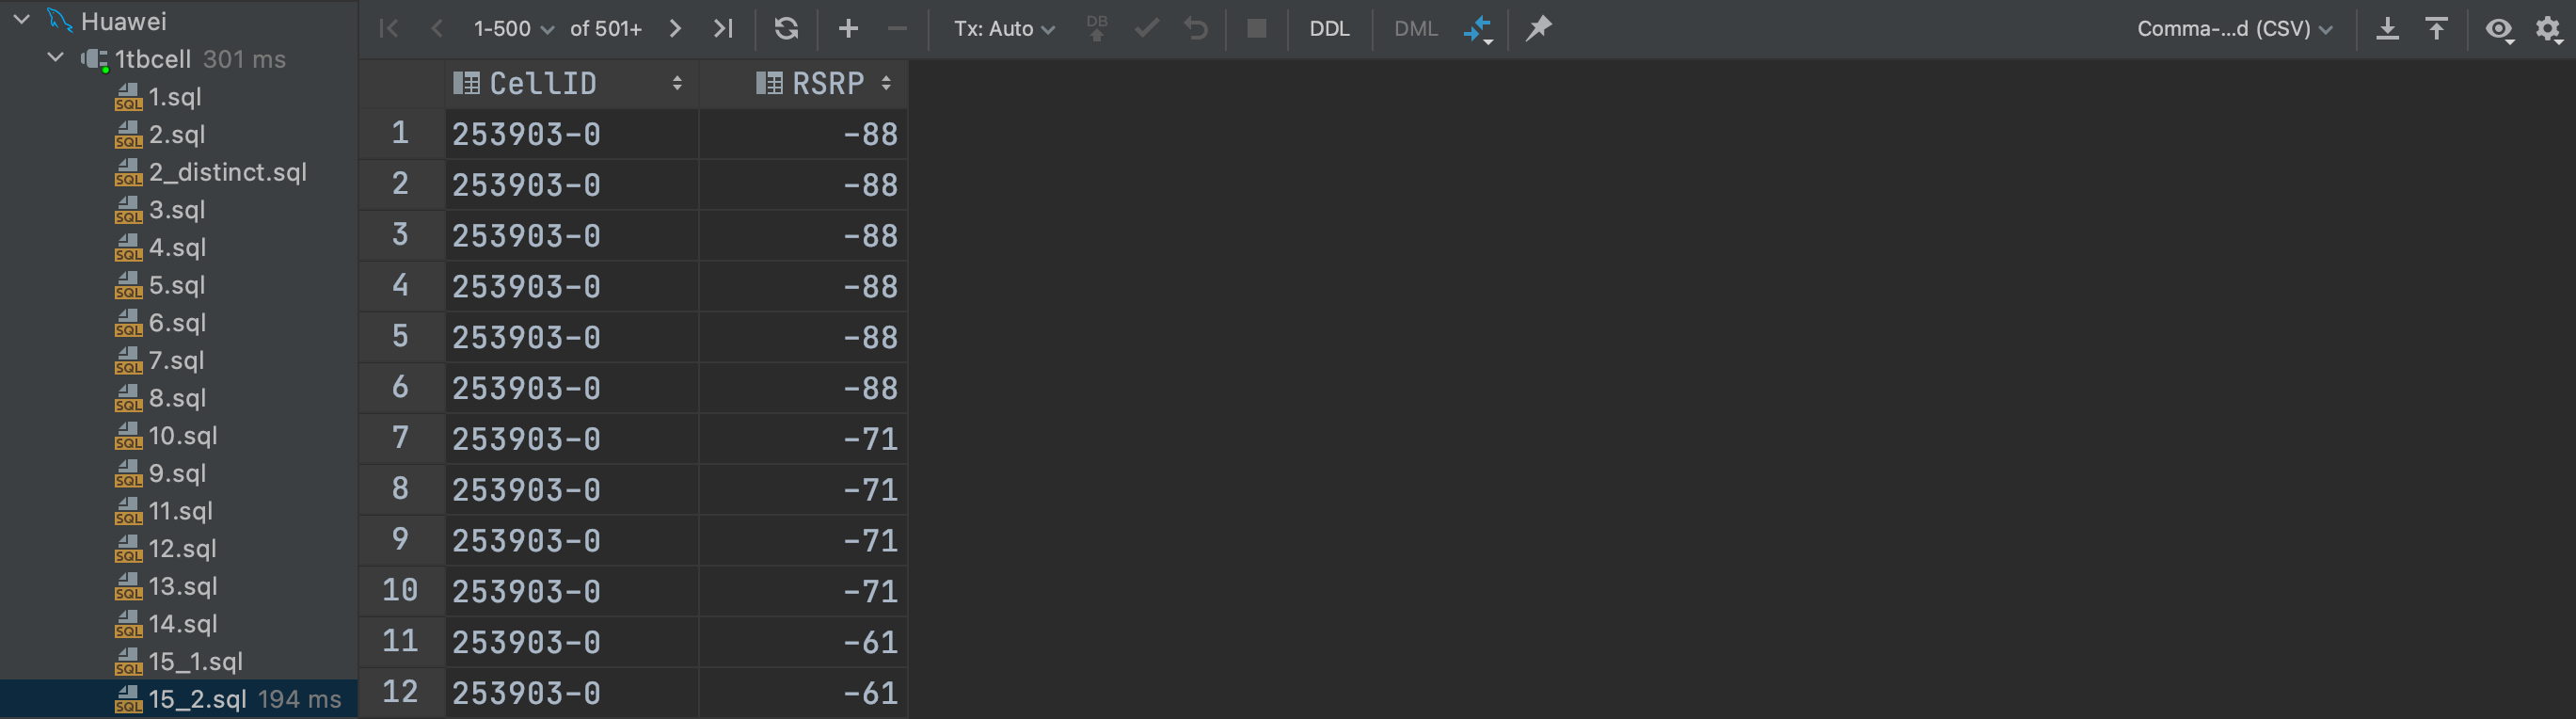 Huawei
1tbcell 301 ms
1.sql
2.sql
2_distinct.sql
3.sql
4.sql
5.sql
6.sql
7.sql
8.sql
10.sql
9.sql
11.sql
12.sql
13.sql
14.sql
15_1.sql
15_2.sql 194 ms
1-500 of 501+ Tx: Auto DB DDL DML Comma-...d (CSV)
CellID RSRP
1 253903-0 -88
2 253903-0 -88
3 253903-0 -88
4 253903-0 -88
5 253903-0 -88
6 253903-0 -88
7 253903-0 -71
8 253903-0 -71
9 253903-0 -71
10 253903-0 -71
11 253903-0 -61
12 253903-0 -61